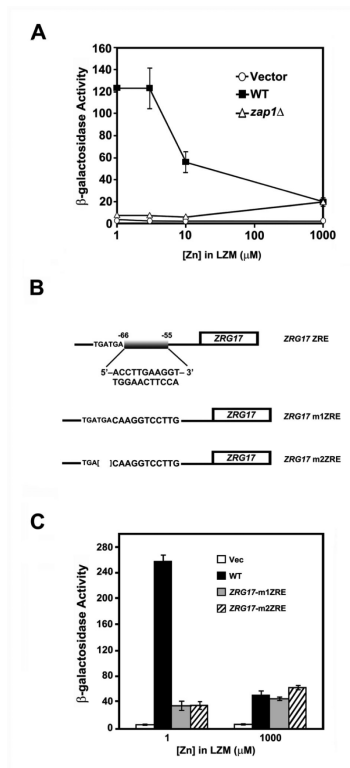 A
β-galactosidase Activity
160
140
120
100
80
60
40
20
0
Vector
WT
zap1Δ
1
10
100
1000
[Zn] in LZM (μM)
B
-66
-55
TGATGA
ZRG17
ZRG17 ZRE
5'–ACCTTGAAGGT– 3'
TGGAACTTCCA
TGATGACAAGGTCCTTG
ZRG17
ZRG17 m1ZRE
TGA[ ]CAAGGTCCTTG
ZRG17
ZRG17 m2ZRE
C
β-galactosidase Activity
280
240
200
160
120
80
40
0
Vec
WT
ZRG17-m1ZRE
ZRG17-m2ZRE
1
1000
[Zn] in LZM (μM)